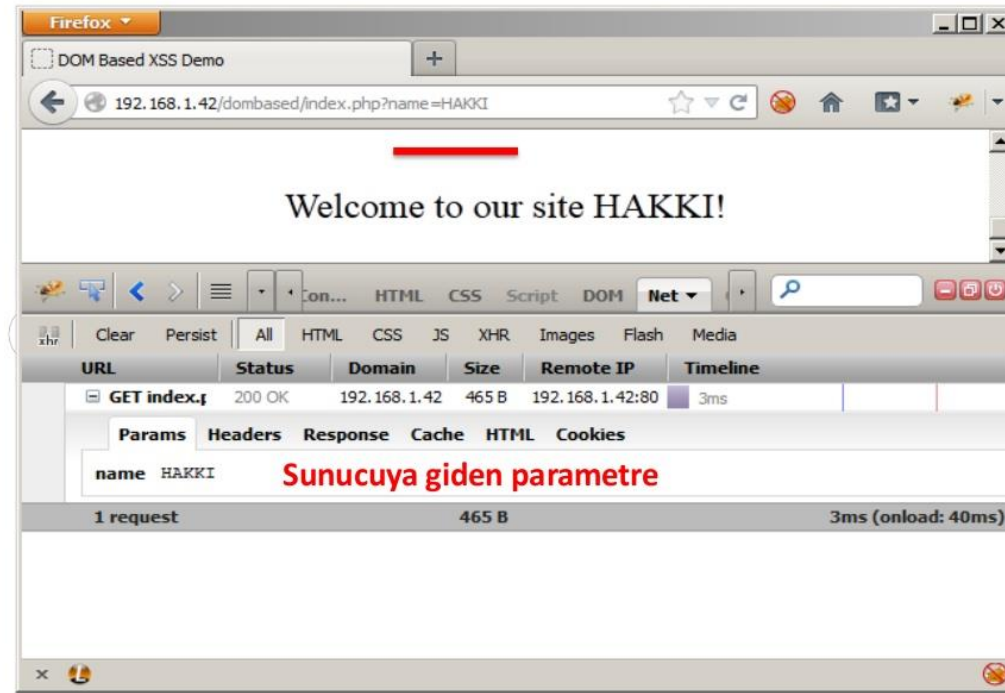 Firefox
DOM Based XSS Demo
192.168.1.42/dombased/index.php?name=HAKKI
Welcome to our site HAKKI!
Con... HTML CSS Script DOM Net
xhr Clear Persist All HTML CSS JS XHR Images Flash Media
URL Status Domain Size Remote IP Timeline
GET index.p 200 OK 192.168.1.42 465 B 192.168.1.42:80 3ms
Params Headers Response Cache HTML Cookies
name HAKKI Sunucuya giden parametre
1 request 465 B 3ms (onload: 40ms)